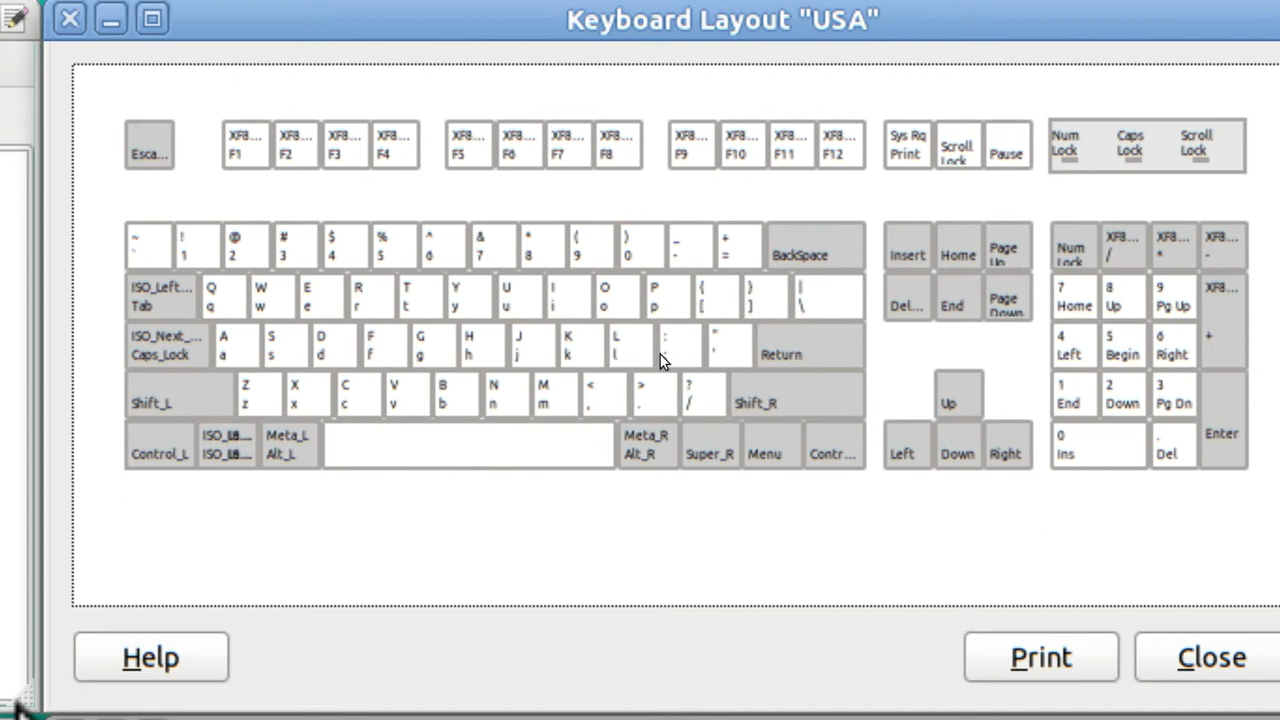 Keyboard Layout "USA"
XF8... XF8... XF8... XF8... XF8... XF8... XF8... XF8... XF8... XF8... XF8... XF8... Sys Rq Num Caps Scroll
Esca... F1 F2 F3 F4 F5 F6 F7 F8 F9 F10 F11 F12 Print Scroll Lock Pause Lock Lock Lock
~ ! @ # $ % ^ & * ( ) _ + Page Num XF8... XF8... XF8...
` 1 2 3 4 5 6 7 8 9 0 - = BackSpace Insert Home Up Lock / * -
ISO_Left... Q W E R T Y U I O P { } | Page 7 8 9 XF8...
Tab q w e r t y u i o p [ ] \ Del... End Down Home Up Pg Up +
ISO_Next_... A S D F G H J K L : " 4 5 6
Caps_Lock a s d f g h j k l ' Return Left Begin Right
Z X C V B N M < > ? 1 2 3
Shift_L z x c v b n m , . / Shift_R Up End Down Pg Dn Enter
Meta_L Meta_R 0 .
Control_L Alt_L Alt_R Super_R Menu Contr... Left Down Right Ins Del
Help Print Close